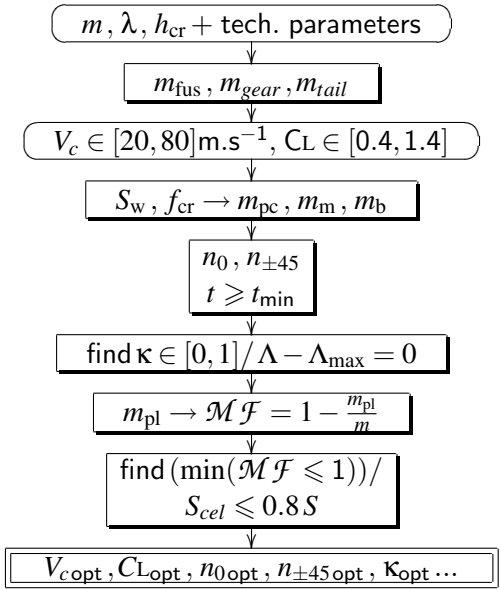 m, λ, h_cr + tech. parameters
m_fus, m_gear, m_tail
V_c ∈ [20,80] m.s⁻¹, C_L ∈ [0.4,1.4]
S_w, f_cr → m_pc, m_m, m_b
n_0, n_±45
t ⩾ t_min
find κ ∈ [0,1]/ Λ − Λ_max = 0
m_pl → ℳℱ = 1 − m_pl/m
find (min(ℳℱ ⩽ 1))/
S_cel ⩽ 0.8 S
V_c opt, C_L opt, n_0 opt, n_±45 opt, κ_opt ...